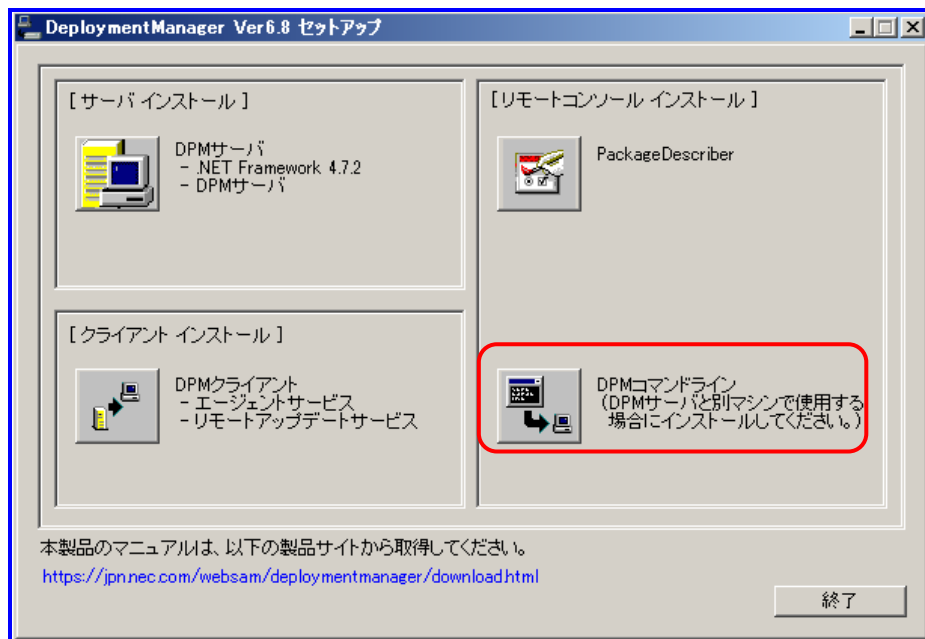 DeploymentManager Ver6.8 セットアップ
[ サーバ インストール ]
DPMサーバ
- .NET Framework 4.7.2
- DPMサーバ
[ リモートコンソール インストール ]
PackageDescriber
[ クライアント インストール ]
DPMクライアント
- エージェントサービス
- リモートアップデートサービス
DPMコマンドライン
(DPMサーバと別マシンで使用する
場合にインストールしてください。)
本製品のマニュアルは、以下の製品サイトから取得してください。
https://jpn.nec.com/websam/deploymentmanager/download.html
終了